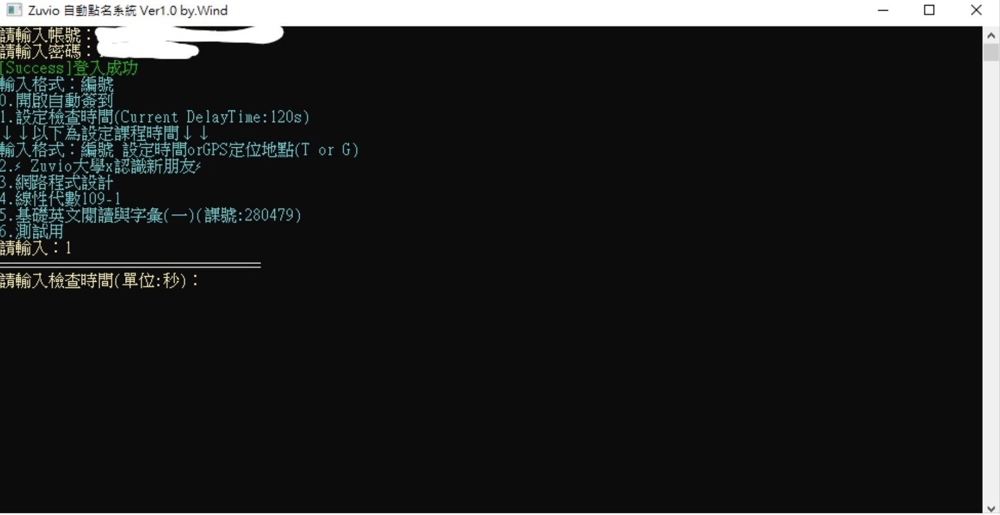 Zuvio 自動點名系統 Ver1.0 by.Wind
請輸入帳號：
請輸入密碼：
[Success]登入成功
輸入格式：編號
0.開啟自動簽到
1.設定檢查時間(Current DelayTime:120s)
↓↓以下為設定課程時間↓↓
輸入格式：編號 設定時間orGPS定位地點(T or G)
2.⚡ Zuvio大學x認識新朋友⚡
3.網路程式設計
4.線性代數109-1
5.基礎英文閱讀與字彙(一)(課號:280479)
6.測試用
請輸入：1
請輸入檢查時間(單位:秒)：